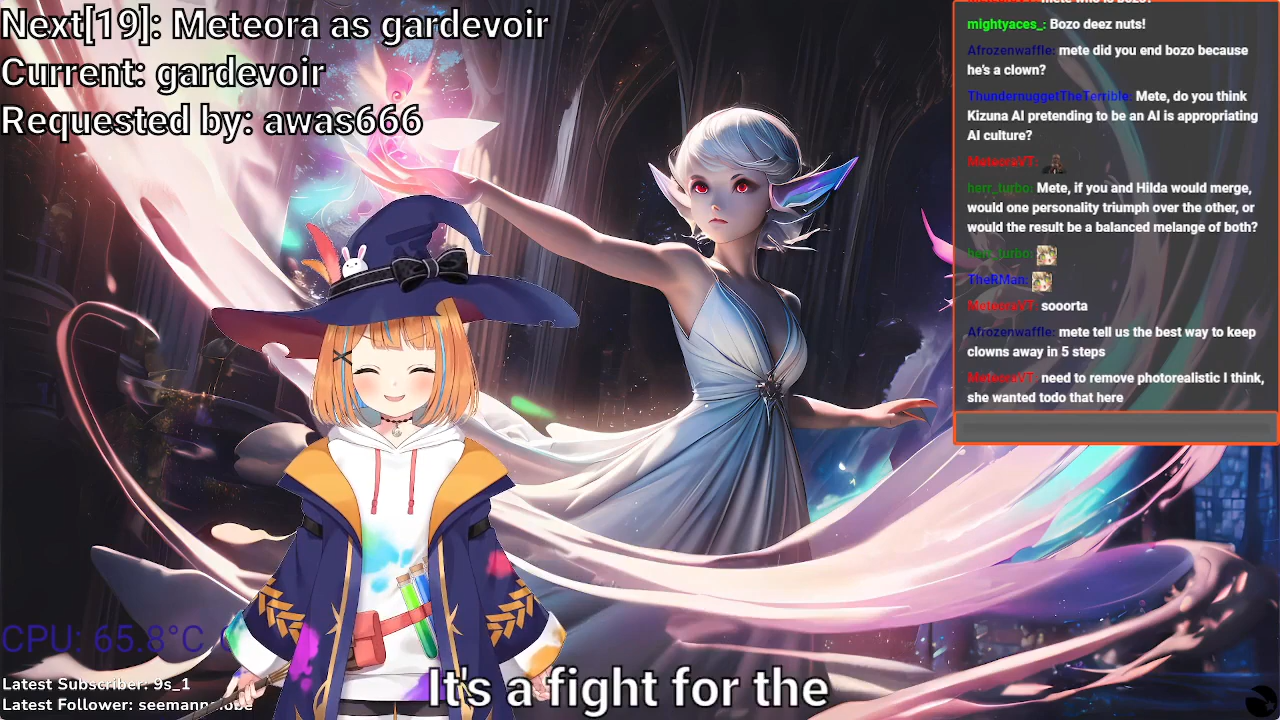 Next[19]: Meteora as gardevoir
Current: gardevoir
Requested by: awas666
mightyaces_: Bozo deez nuts!
Afrozenwaffle: mete did you end bozo because
he's a clown?
ThundernuggetTheTerrible: Mete, do you think
Kizuna AI pretending to be an AI is appropriating
AI culture?
MeteoraVT:
herr_turbo: Mete, if you and Hilda would merge,
would one personality triumph over the other, or
would the result be a balanced melange of both?
herr_turbo:
TheRMan:
MeteoraVT: sooorta
Afrozenwaffle: mete tell us the best way to keep
clowns away in 5 steps
MeteoraVT: need to remove photorealistic I think,
she wanted todo that here
CPU: 65.8°C
Latest Subscriber: 9s_1
Latest Follower:
It's a fight for the